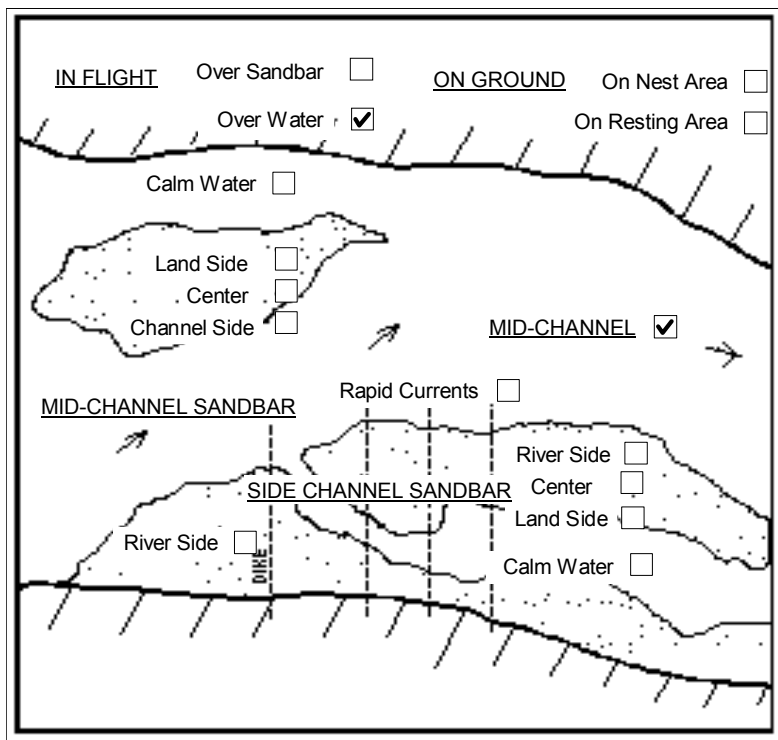 IN FLIGHT
Over Sandbar
ON GROUND
On Nest Area
Over Water
On Resting Area
Calm Water
Land Side
Center
Channel Side
MID-CHANNEL
Rapid Currents
MID-CHANNEL SANDBAR
River Side
SIDE CHANNEL SANDBAR
Center
Land Side
River Side
DIKE
Calm Water